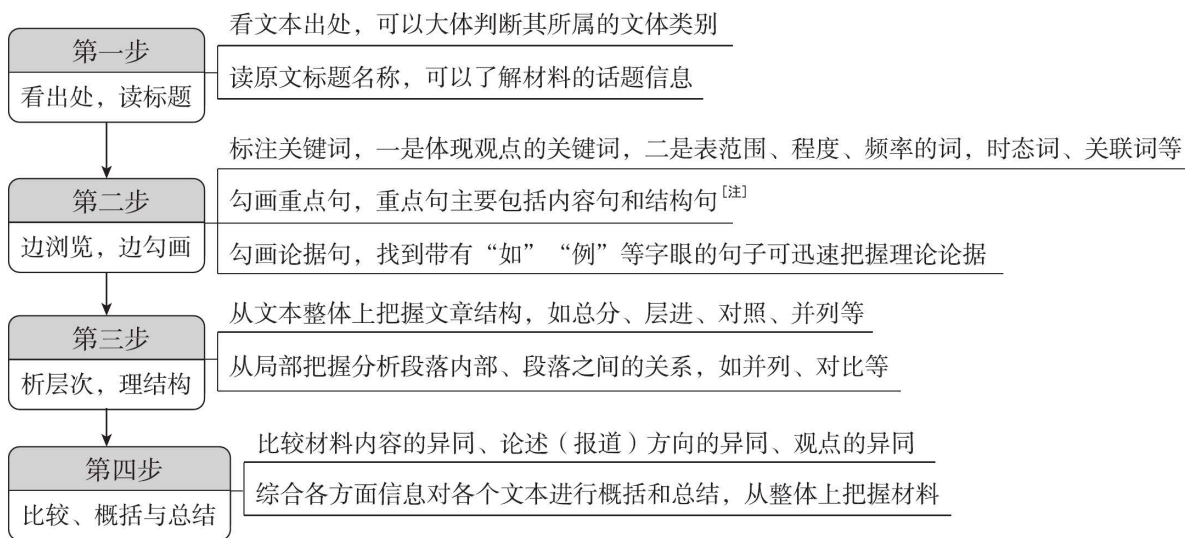 第一步
看出处，读标题
看文本出处，可以大体判断其所属的文体类别
读原文标题名称，可以了解材料的话题信息
第二步
边浏览，边勾画
标注关键词，一是体现观点的关键词，二是表范围、程度、频率的词，时态词、关联词等
勾画重点句，重点句主要包括内容句和结构句[注]
勾画论据句，找到带有“如”“例”等字眼的句子可迅速把握理论论据
第三步
析层次，理结构
从文本整体上把握文章结构，如总分、层进、对照、并列等
从局部把握分析段落内部、段落之间的关系，如并列、对比等
第四步
比较、概括与总结
比较材料内容的异同、论述（报道）方向的异同、观点的异同
综合各方面信息对各个文本进行概括和总结，从整体上把握材料